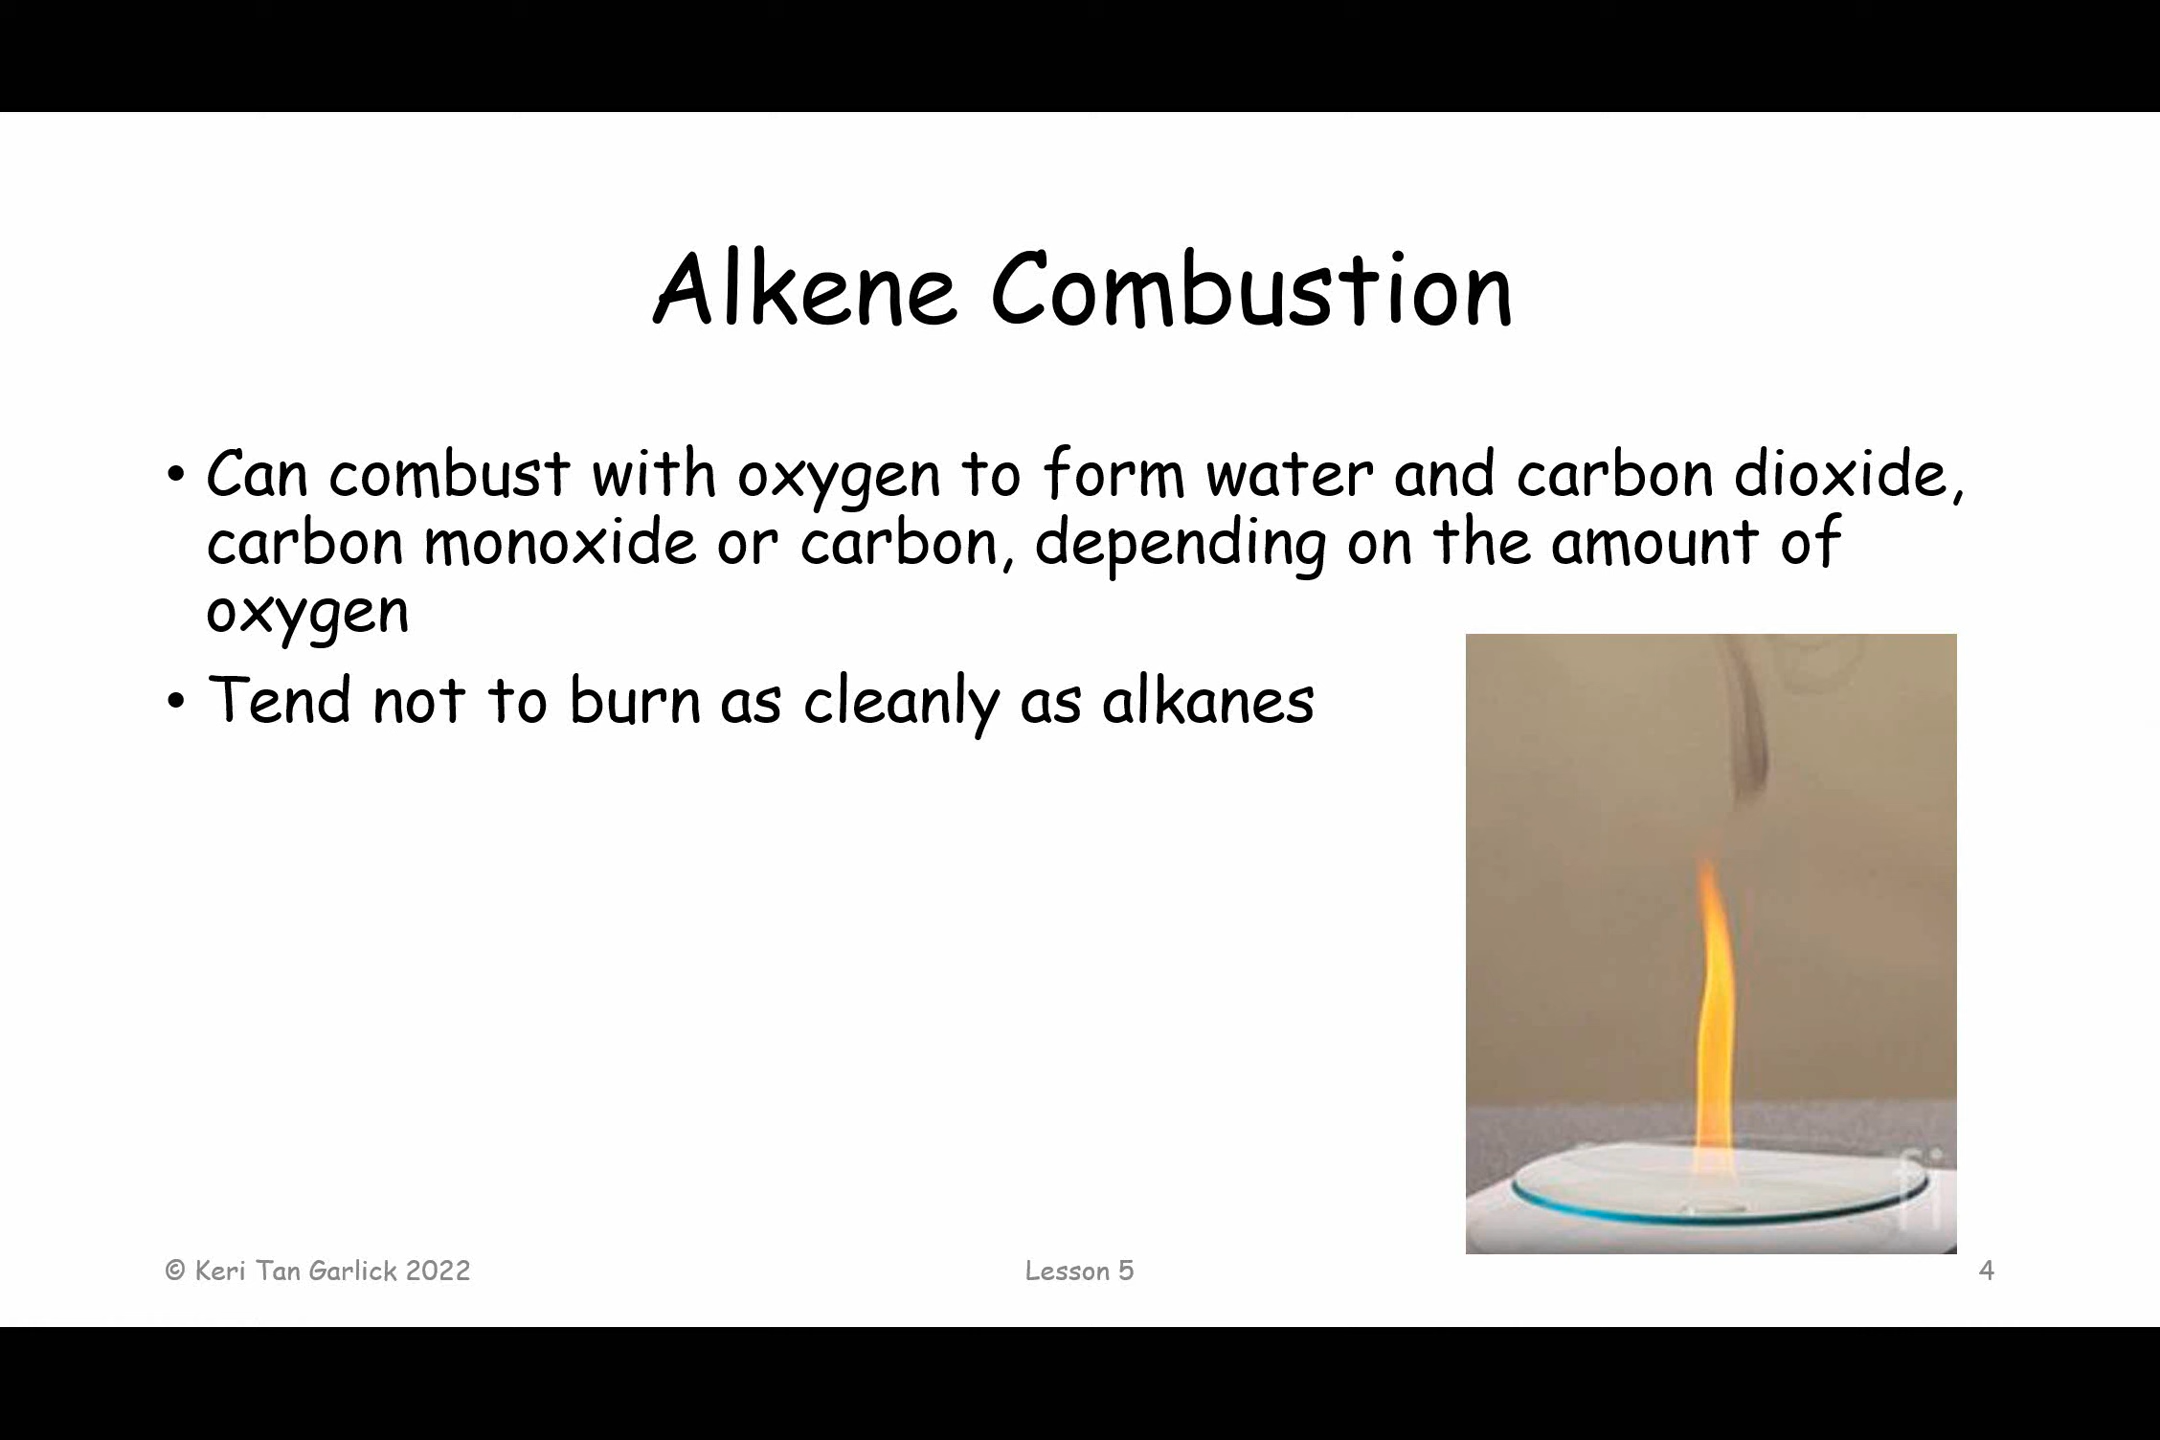 Alkene Combustion
• Can combust with oxygen to form water and carbon dioxide,
carbon monoxide or carbon, depending on the amount of
oxygen
• Tend not to burn as cleanly as alkanes
fi
© Keri Tan Garlick 2022
Lesson 5
4